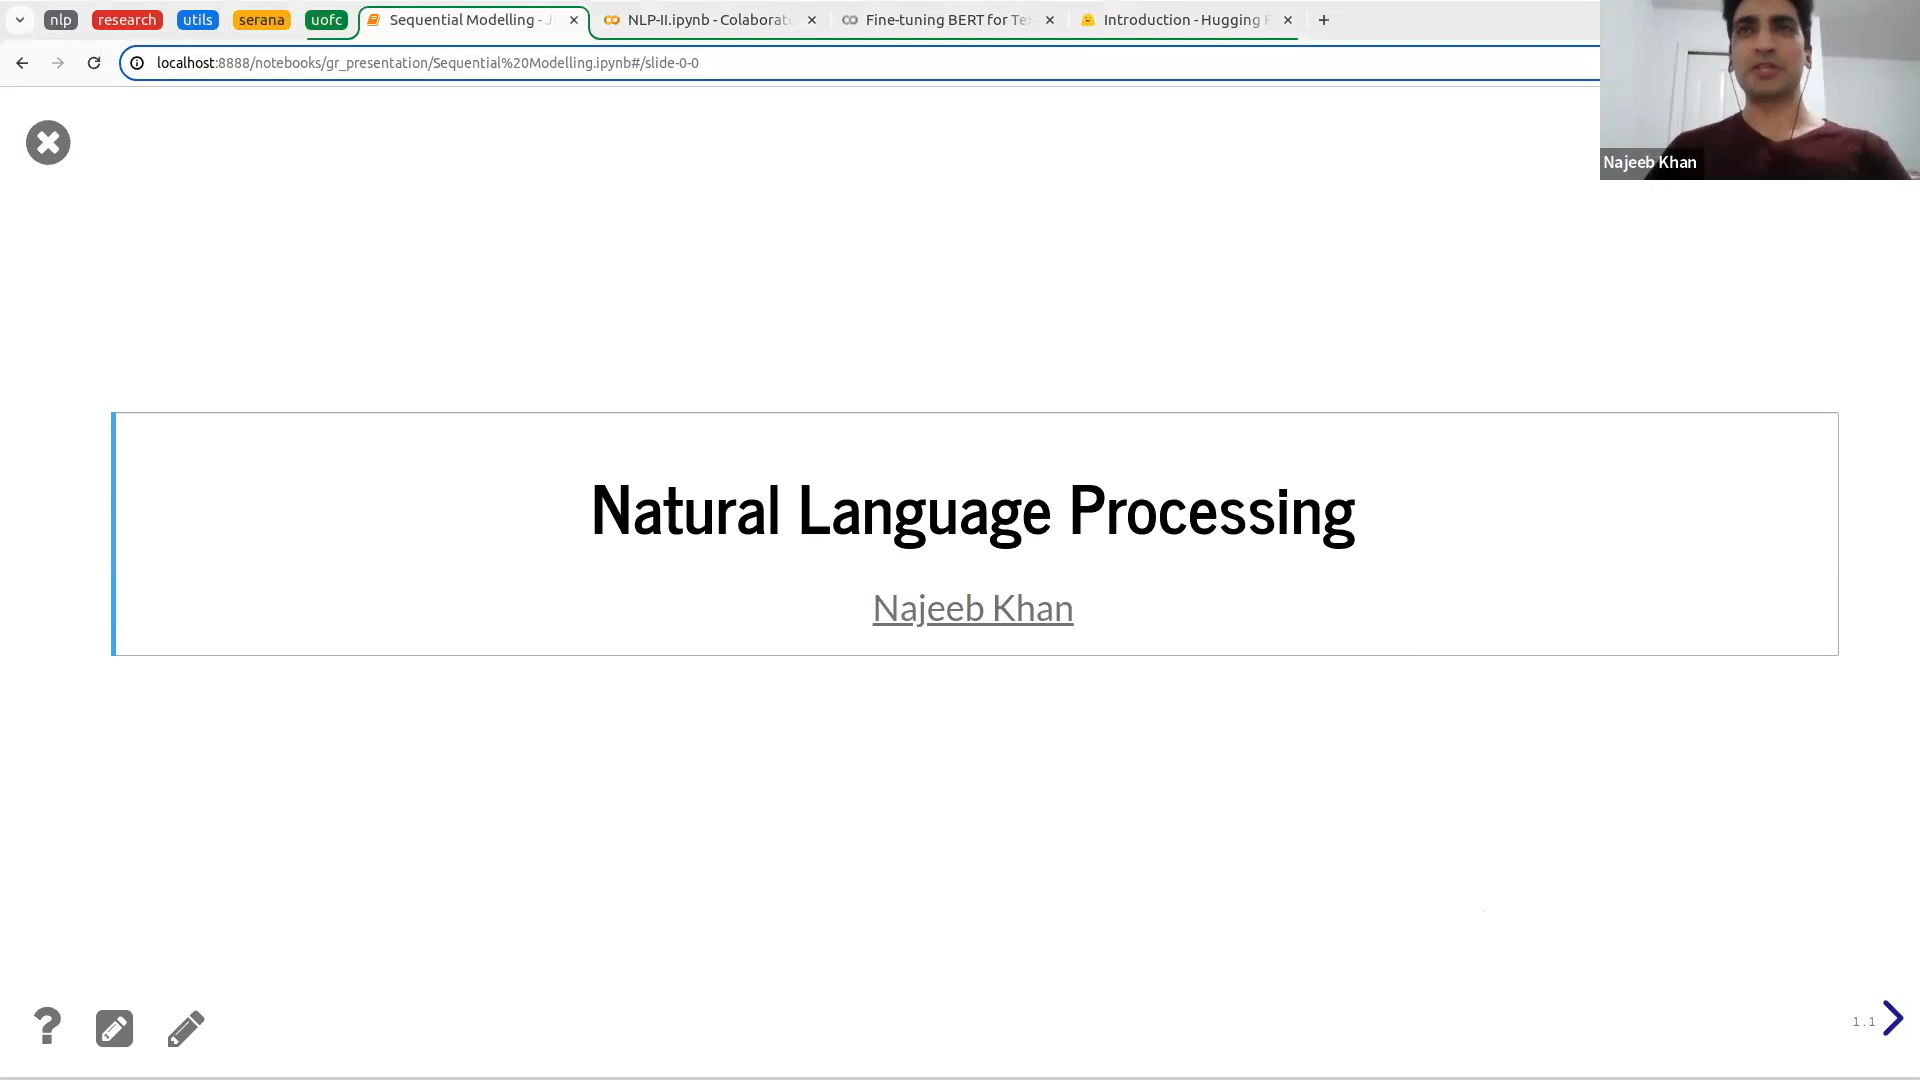 nlp research utils serana uofc Sequential Modelling - J NLP-II.ipynb - Colaborat Fine-tuning BERT for Te Introduction - Hugging F
localhost:8888/notebooks/gr_presentation/Sequential%20Modelling.ipynb#/slide-0-0
Najeeb Khan
Natural Language Processing
Najeeb Khan
1.1